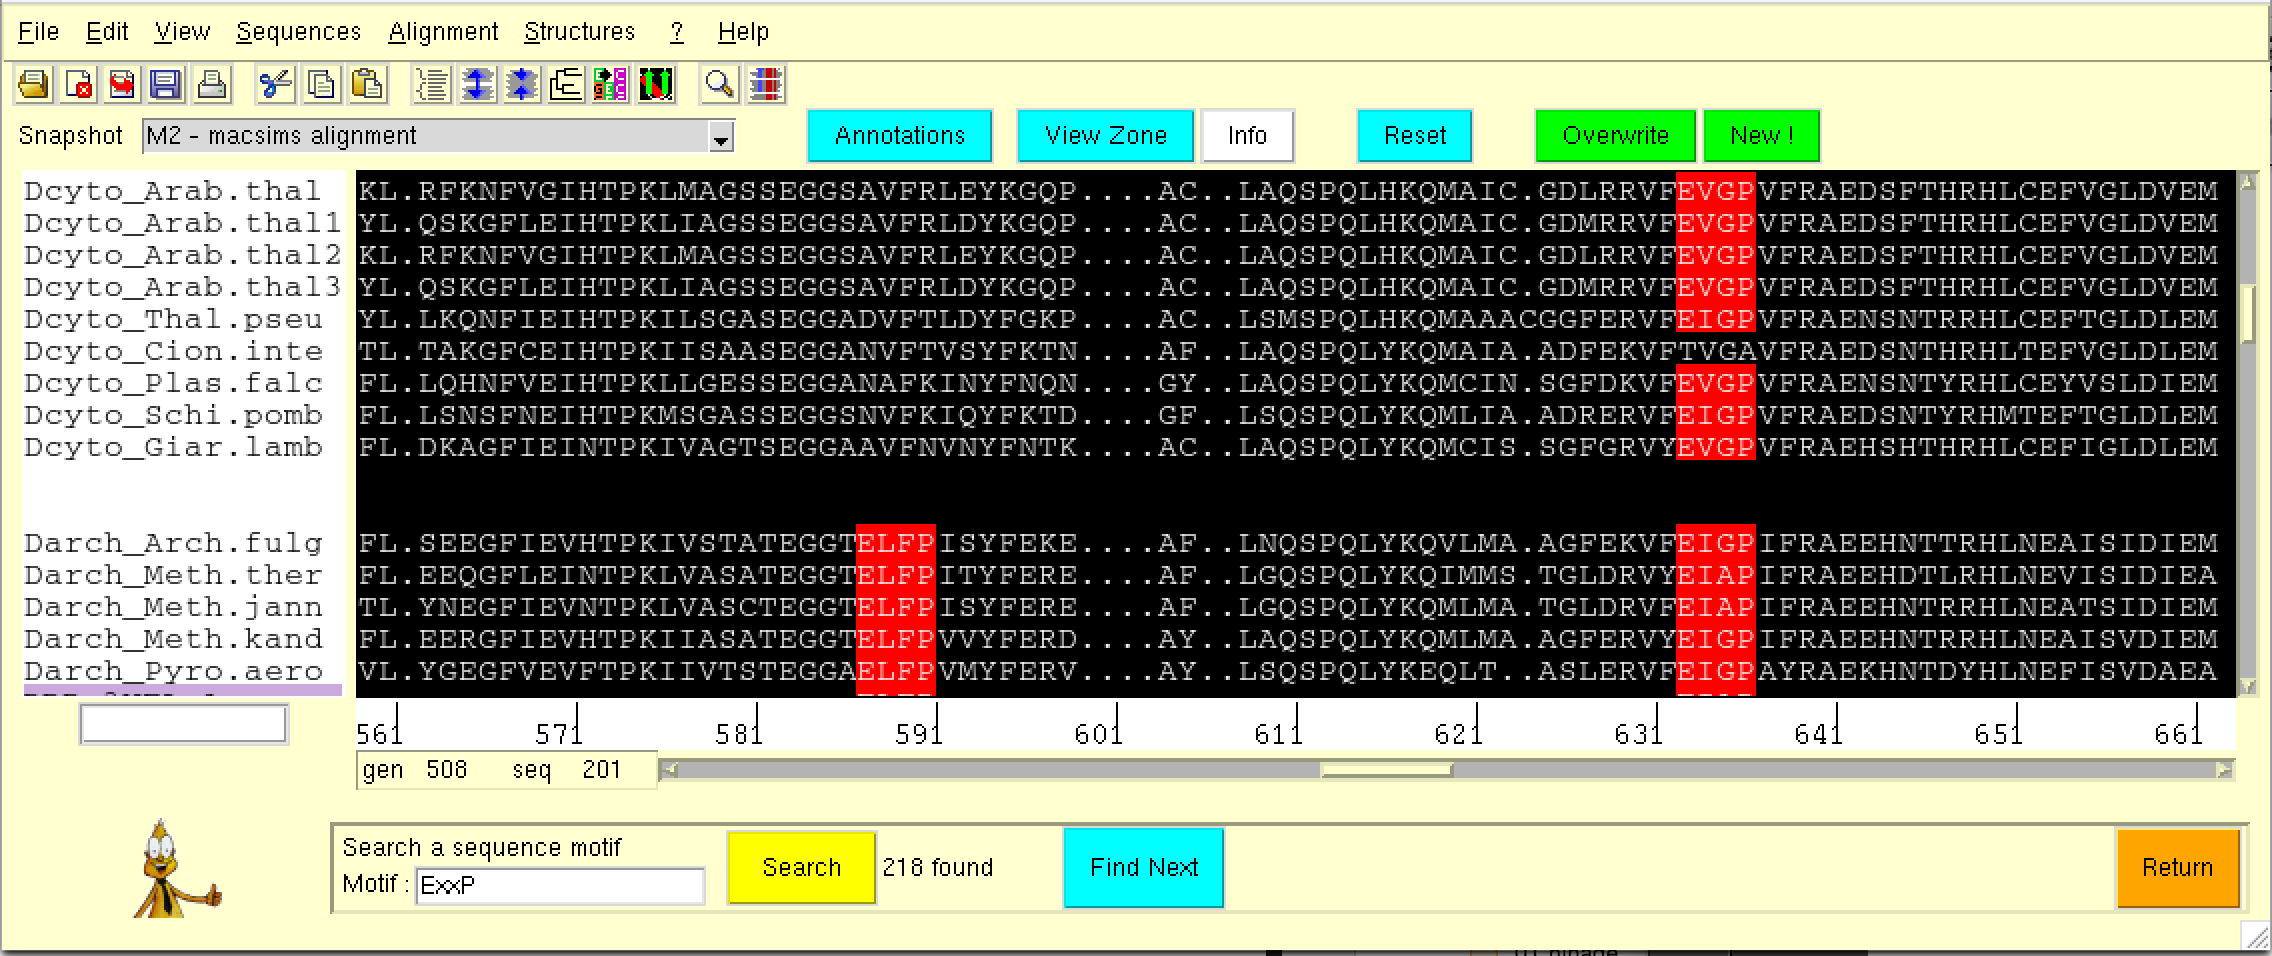 File Edit View Sequences Alignment Structures ? Help
Snapshot M2 - macsims alignment Annotations View Zone Info Reset Overwrite New !
Dcyto_Arab.thal KL.RFKNFVGIHTPKLMAGSSEGGSAVFRLEYKGQP....AC..LAQSPQLHKQMAIC.GDLRRVFEVGPVFRAEDSFTHRHLCEFVGLDVEM
Dcyto_Arab.thal1 YL.QSKGFLEIHTPKLIAGSSEGGSAVFRLDYKGQP....AC..LAQSPQLHKQMAIC.GDMRRVFEVGPVFRAEDSFTHRHLCEFVGLDVEM
Dcyto_Arab.thal2 KL.RFKNFVGIHTPKLMAGSSEGGSAVFRLEYKGQP....AC..LAQSPQLHKQMAIC.GDLRRVFEVGPVFRAEDSFTHRHLCEFVGLDVEM
Dcyto_Arab.thal3 YL.QSKGFLEIHTPKLIAGSSEGGSAVFRLDYKGQP....AC..LAQSPQLHKQMAIC.GDMRRVFEVGPVFRAEDSFTHRHLCEFVGLDVEM
Dcyto_Thal.pseu YL.LKQNFIEIHTPKILSGASEGGADVFTLDYFGKP....AC..LSMSPQLHKQMAAACGGFERVFEIGPVFRAENSNTRRHLCEFTGLDLEM
Dcyto_Cion.inte TL.TAKGFCEIHTPKIISAASEGGANVFTVSYFKTN....AF..LAQSPQLYKQMAIA.ADFEKVFTVGAVFRAEDSNTHRHLTEFVGLDLEM
Dcyto_Plas.falc FL.LQHNFVEIHTPKLLGESSEGGANAFKINYFNQN....GY..LAQSPQLYKQMCIN.SGFDKVFEVGPVFRAENSNTYRHLCEYVSLDIEM
Dcyto_Schi.pomb FL.LSNSFNEIHTPKMSGASSEGGSNVFKIQYFKTD....GF..LSQSPQLYKQMLIA.ADRERVFEIGPVFRAEDSNTYRHMTEFTGLDLEM
Dcyto_Giar.lamb FL.DKAGFIEINTPKIVAGTSEGGAAVFNVNYFNTK....AC..LAQSPQLYKQMCIS.SGFGRVYEVGPVFRAEHSHTHRHLCEFIGLDLEM
Darch_Arch.fulg FL.SEEGFIEVHTPKIVSTATEGGTELFPISYFEKE....AF..LNQSPQLYKQVLMA.AGFEKVFEIGPIFRAEEHNTTRHLNEAISIDIEM
Darch_Meth.ther FL.EEQGFLEINTPKLVASATEGGTELFPITYFERE....AF..LGQSPQLYKQIMMS.TGLDRVYEIAPIFRAEEHDTLRHLNEVISIDIEA
Darch_Meth.jann TL.YNEGFIEVNTPKLVASCTEGGTELFPISYFERE....AF..LGQSPQLYKQMLMA.TGLDRVFEIAPIFRAEEHNTRRHLNEATSIDIEM
Darch_Meth.kand FL.EERGFIEVHTPKIIASATEGGTELFPVVYFERD....AY..LAQSPQLYKQMLMA.AGFERVYEIGPIFRAEEHNTRRHLNEAISVDIEM
Darch_Pyro.aero VL.YGEGFVEVFTPKIIVTSTEGGAELFPVMYFERV....AY..LSQSPQLYKEQLT..ASLERVFEIGPAYRAEKHNTDYHLNEFISVDAEA
561 571 581 591 601 611 621 631 641 651 661
gen 508 seq 201
Search a sequence motif
Motif : ExxP Search 218 found Find Next Return